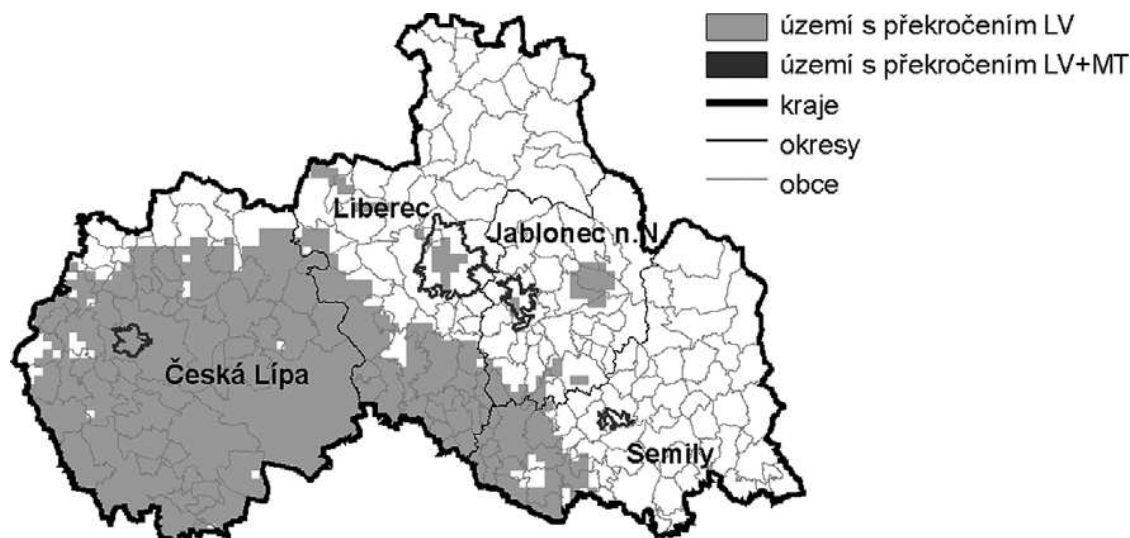 území s překročením LV
území s překročením LV+MT
kraje
okresy
obce
Liberec
Jablonec n.N
Česká Lípa
Semily